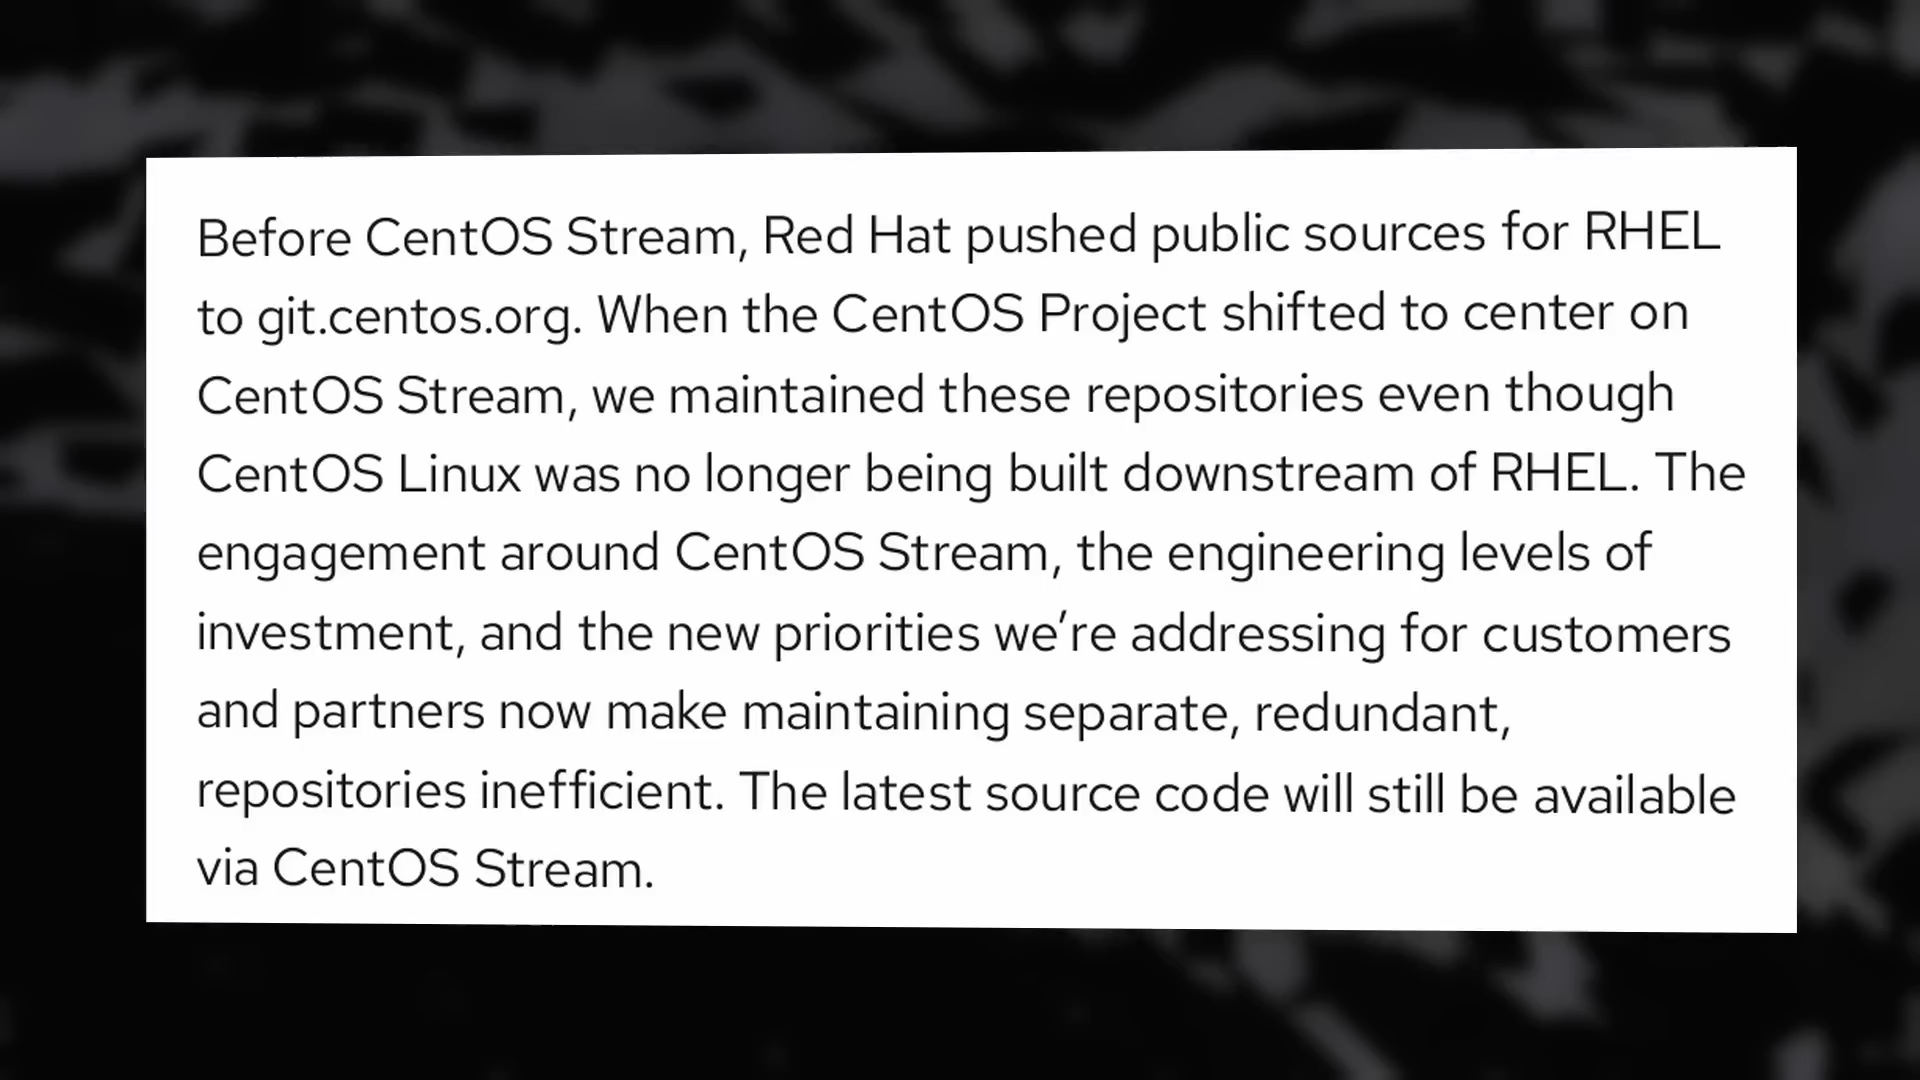 Before CentOS Stream, Red Hat pushed public sources for RHEL
to git.centos.org. When the CentOS Project shifted to center on
CentOS Stream, we maintained these repositories even though
CentOS Linux was no longer being built downstream of RHEL. The
engagement around CentOS Stream, the engineering levels of
investment, and the new priorities we’re addressing for customers
and partners now make maintaining separate, redundant,
repositories inefficient. The latest source code will still be available
via CentOS Stream.